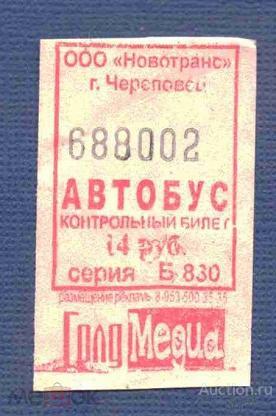 ООО «Новотранс»
г. Череповец
688002
АВТОБУС
КОНТРОЛЬНЫЙ БИЛЕТ
14 руб.
серия Б 830
размещение рекламы 8-953-500-35-35
Голд Медиа